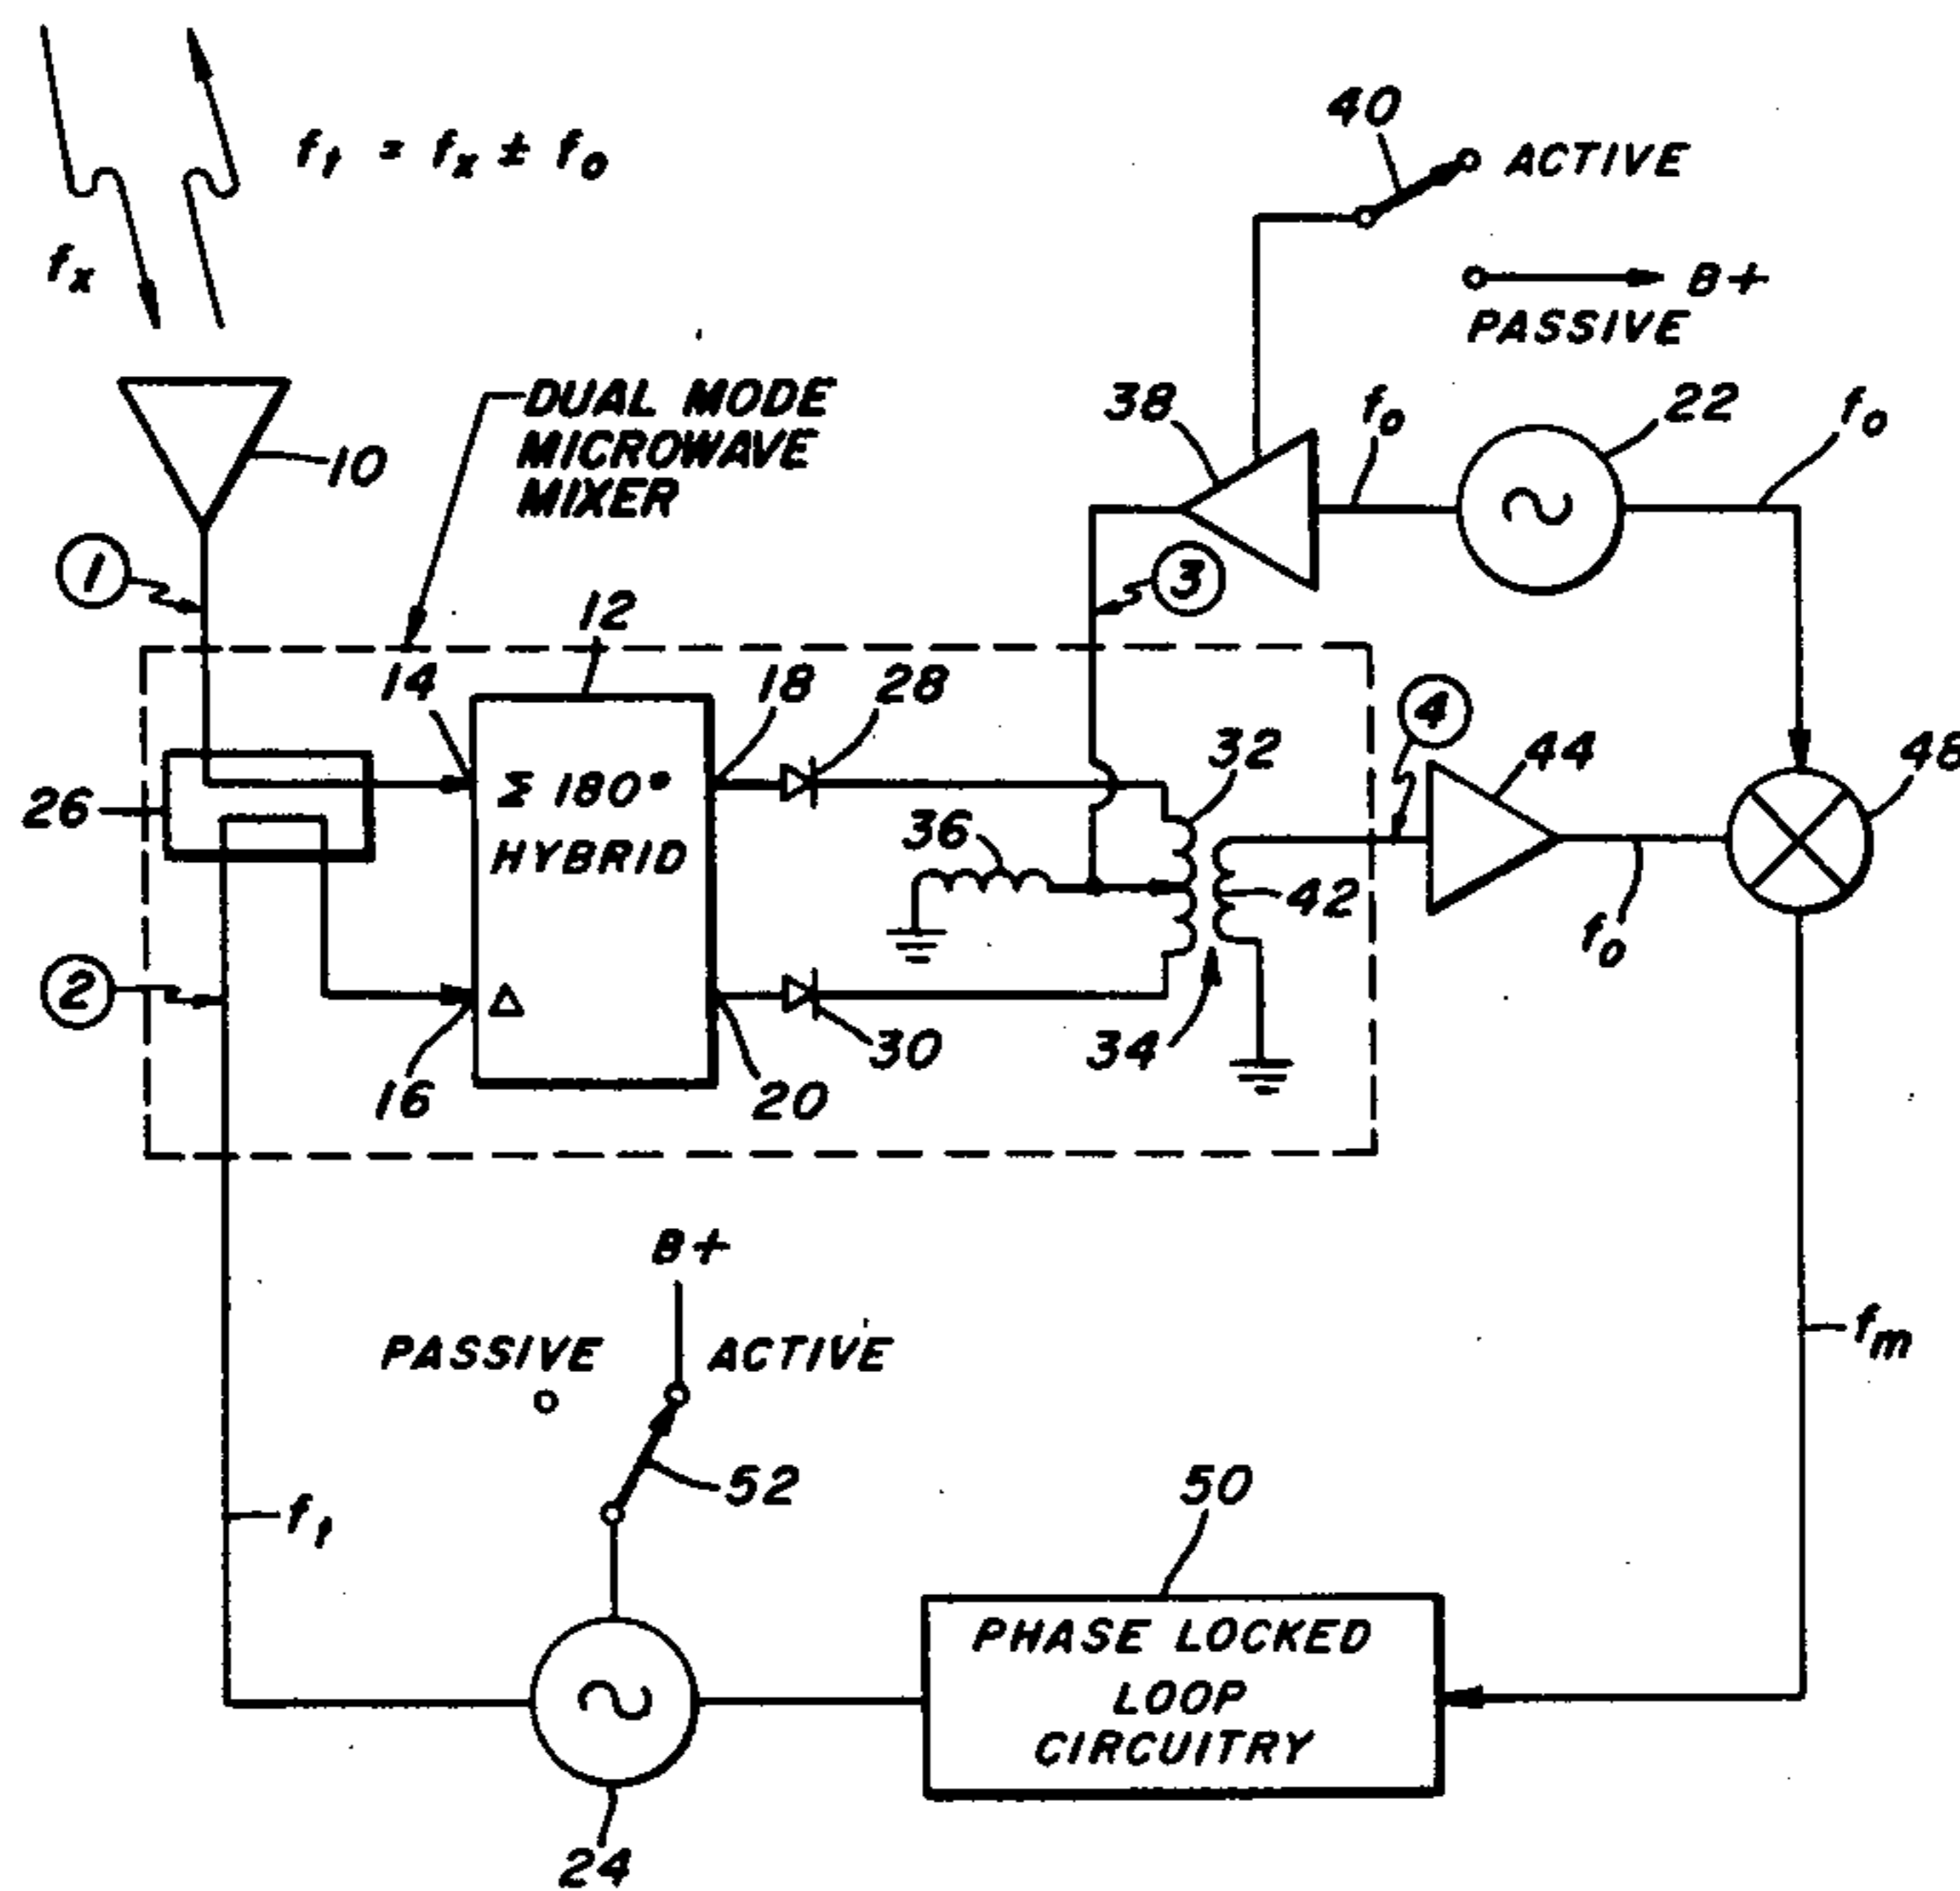 f₁ = fₓ ± f₀
fₓ
40
ACTIVE
B+
PASSIVE
38
f₀
22
f₀
DUAL MODE
MICROWAVE
MIXER
10
1
3
12
14
18
28
4
44
48
32
26
Σ 180°
HYBRID
36
42
f₀
2
Δ
16
20
30
34
B+
PASSIVE
ACTIVE
fm
52
50
f₁
PHASE LOCKED
LOOP
CIRCUITRY
24